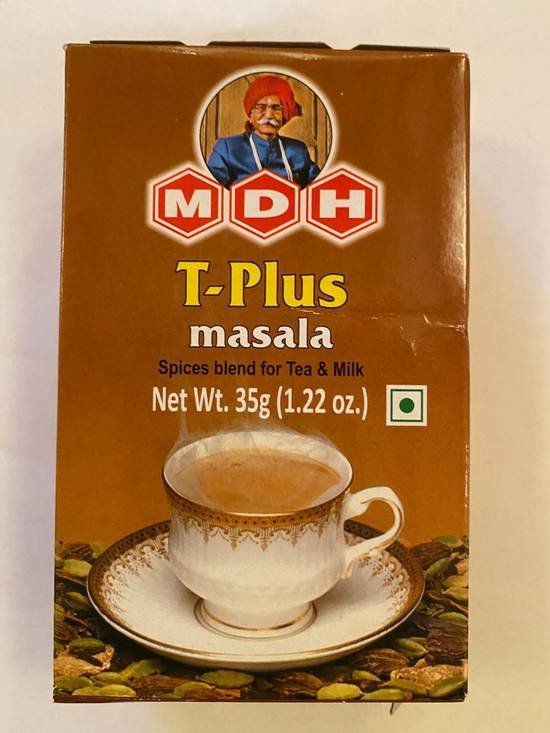 MDH
T-Plus
masala
Spices blend for Tea & Milk
Net Wt. 35g (1.22 oz.)